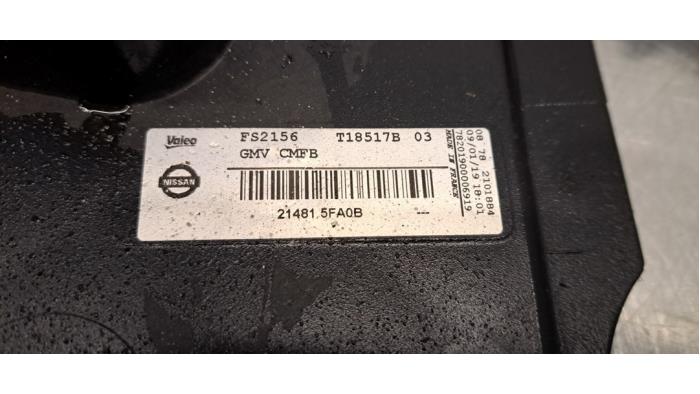 Valeo FS2156 T18517B 03
GMV CMFB
NISSAN
21481.5FA0B ---
MADE IN FRANCE
78201900006919
09/01/19 18:01
08 78 2101884